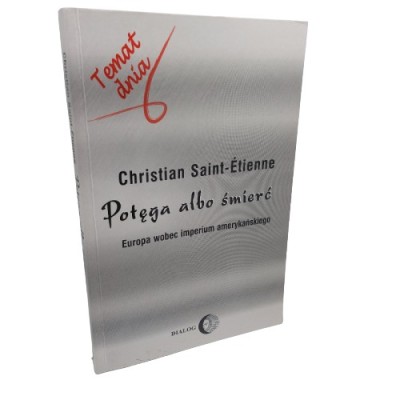 Temat
dnia
Christian Saint-Étienne
Potęga albo śmierć
Europa wobec imperium amerykańskiego
DIALOG